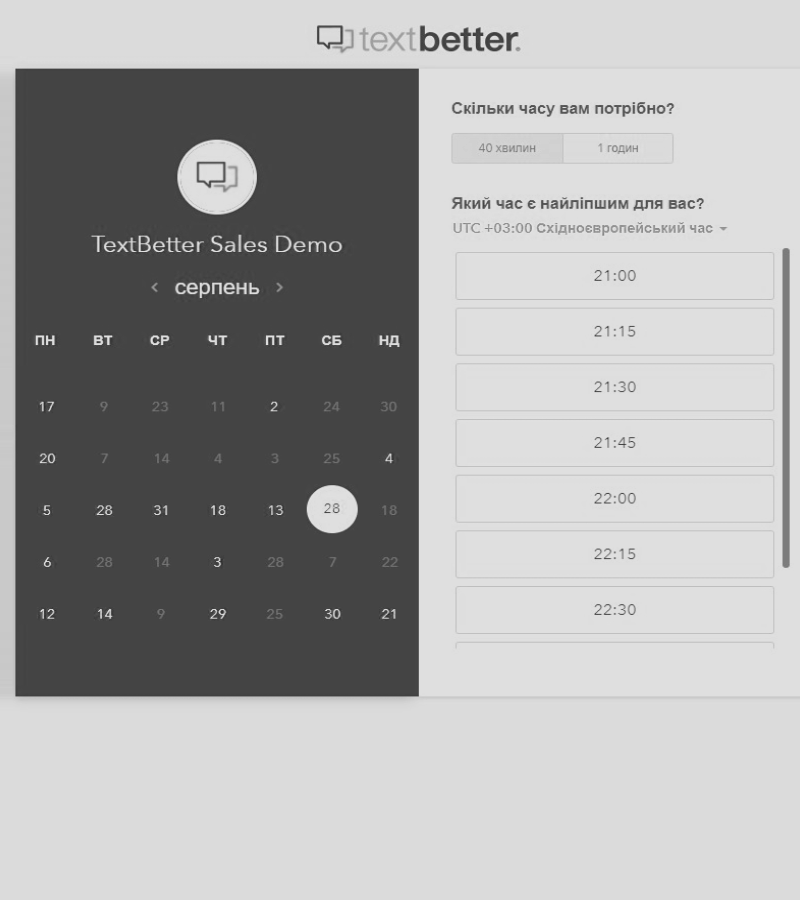 textbetter.
TextBetter Sales Demo
< серпень >
ПН ВТ СР ЧТ ПТ СБ НД
17 9 23 11 2 24 30
20 7 14 4 3 25 4
5 28 31 18 13 28 18
6 28 14 3 28 7 22
12 14 9 29 25 30 21
Скільки часу вам потрібно?
40 хвилин 1 годин
Який час є найліпшим для вас?
UTC +03:00 Східноєвропейський час
21:00
21:15
21:30
21:45
22:00
22:15
22:30